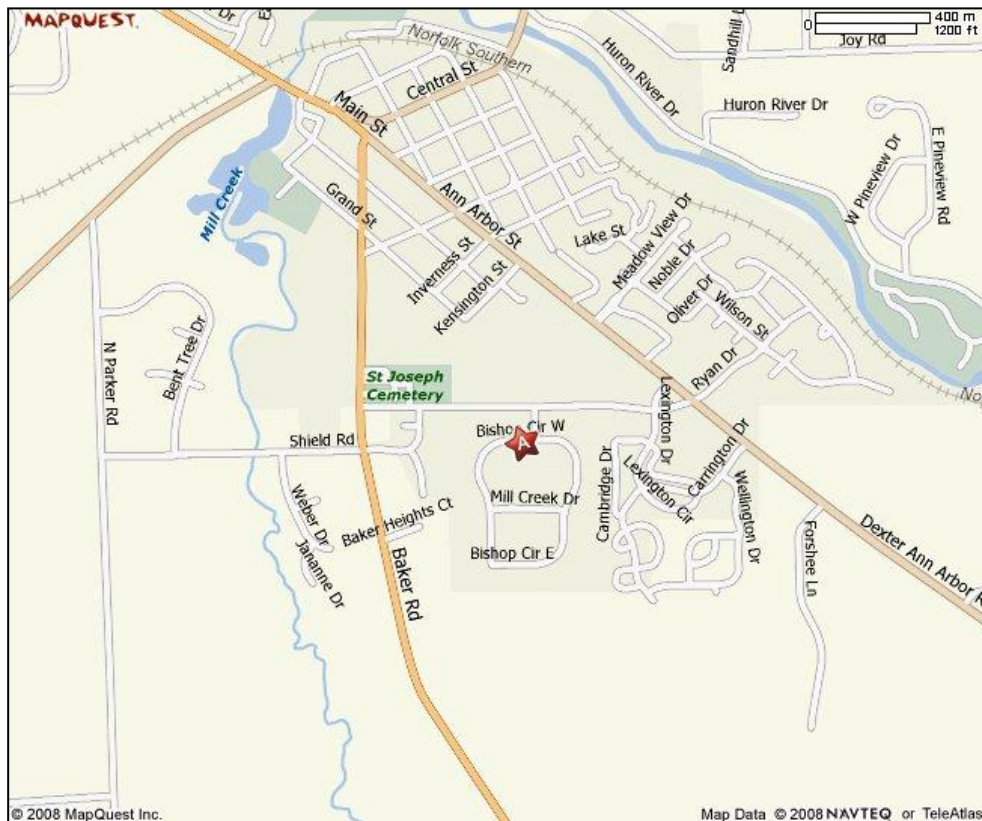 MAPQUEST.
0
400 m
1200 ft
Norfolk Southern
Central St
Main St
Huron River Dr
Joy Rd
Huron River Dr
W Pineview Dr
E Pineview Rd
Mill Creek
Grand St
Ann Arbor St
Inverness St
Kensington St
Lake St
Meadow View Dr
Noble Dr
Oliver Dr
Wilson St
Ryan Dr
N Parker Rd
Bent Tree Dr
St Joseph
Cemetery
Shield Rd
Bishop Cir W
A
Lexington Dr
Carrington Dr
Cambridge Dr
Lexington Cir
Wellington Dr
Mill Creek Dr
Weber Dr
Baker Heights Ct
Jananne Dr
Bishop Cir E
Baker Rd
Forshee Ln
Dexter Ann Arbor R
© 2008 MapQuest Inc.
Map Data © 2008 NAVTEQ or TeleAtlas